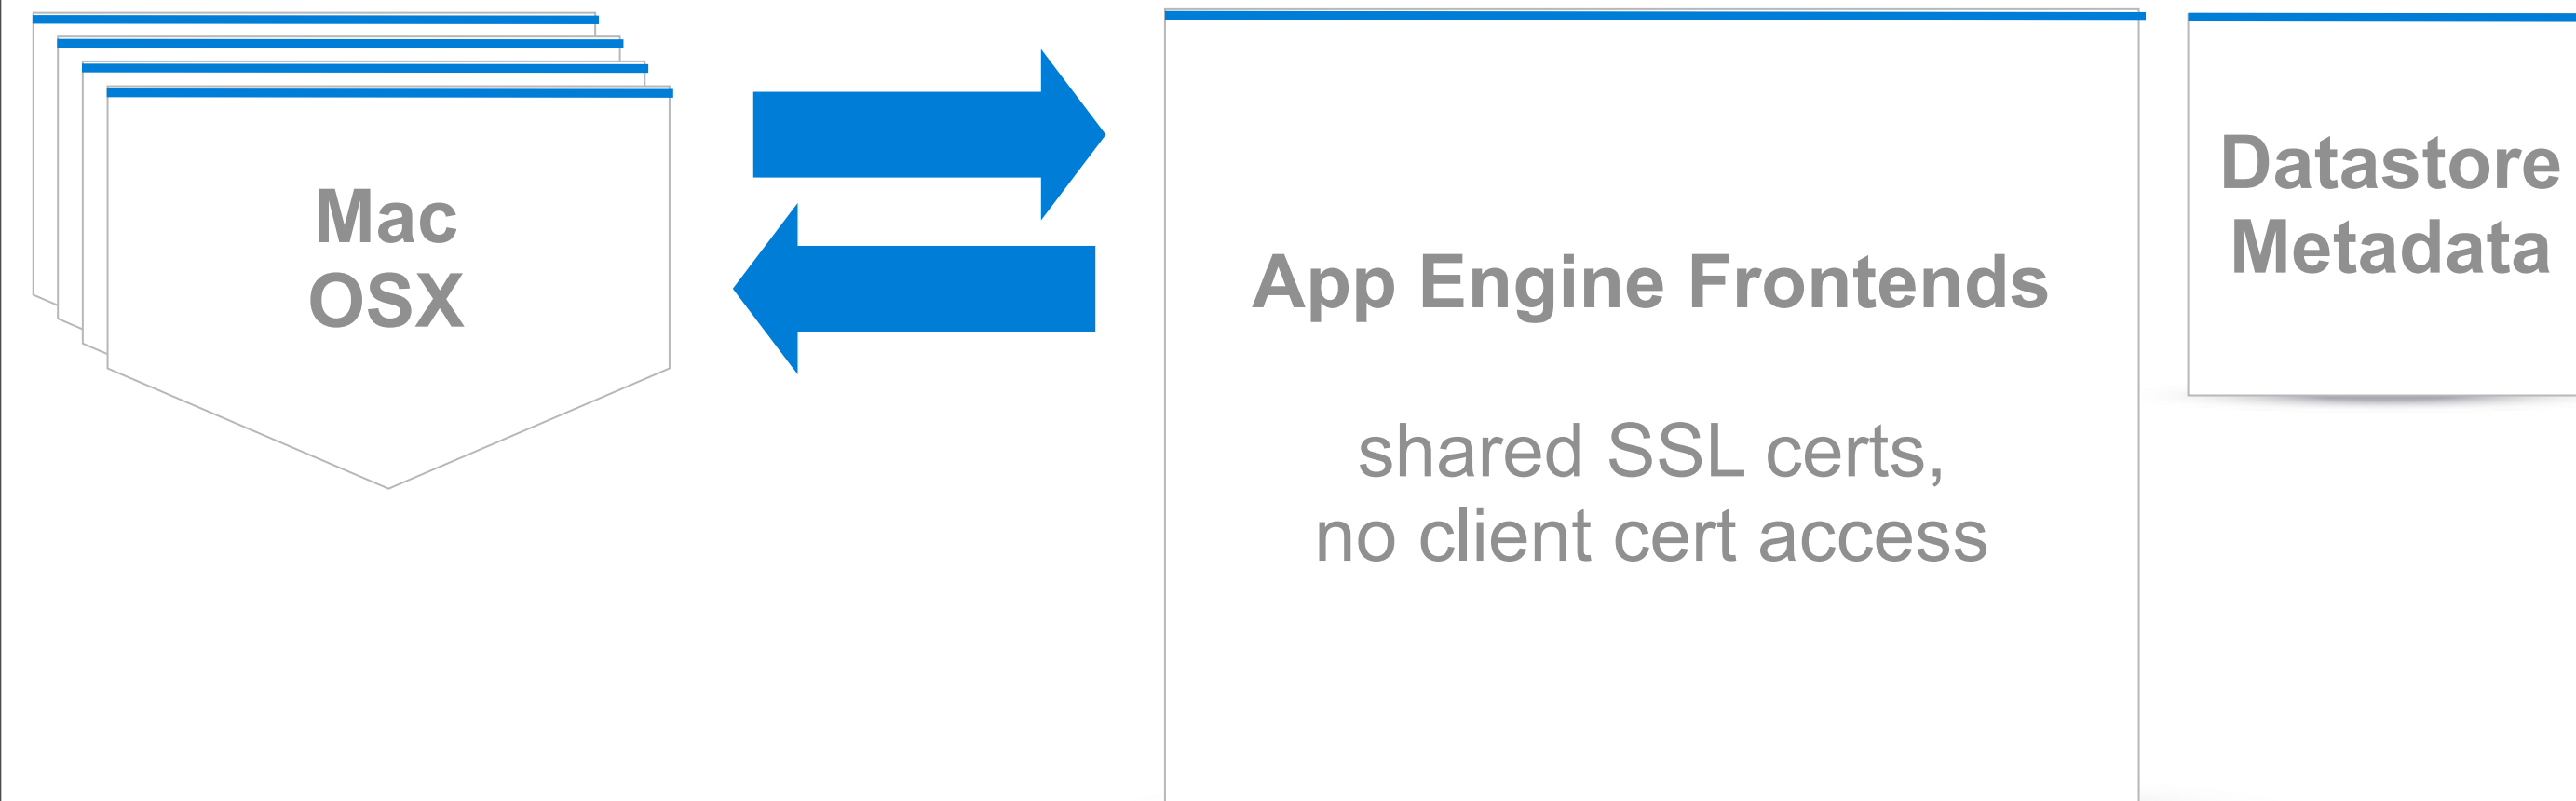 Mac
OSX
App Engine Frontends
shared SSL certs,
no client cert access
Datastore
Metadata